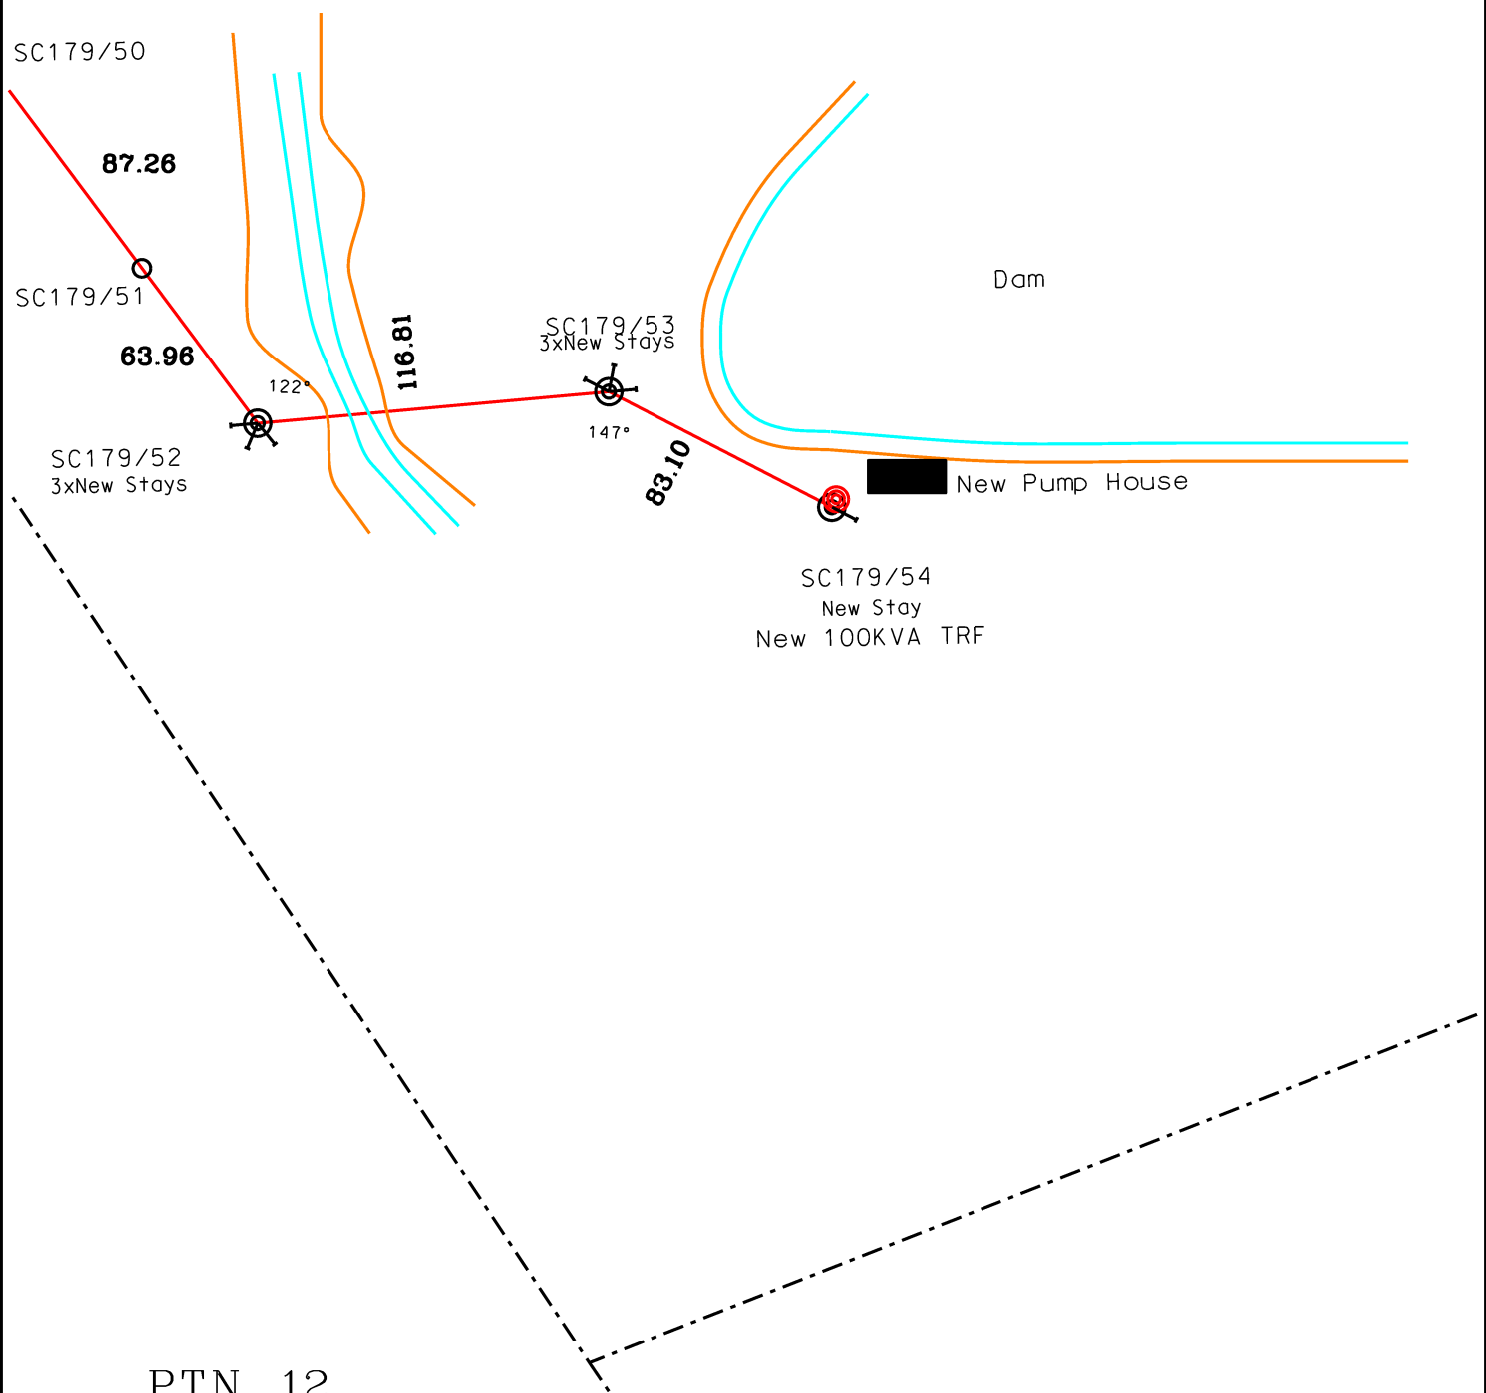 SC179/50
87.26
SC179/51
63.96
122°
SC179/52
3xNew Stays
116.81
SC179/53
3xNew Stays
147°
83.10
Dam
New Pump House
SC179/54
New Stay
New 100KVA TRF
PTN 12